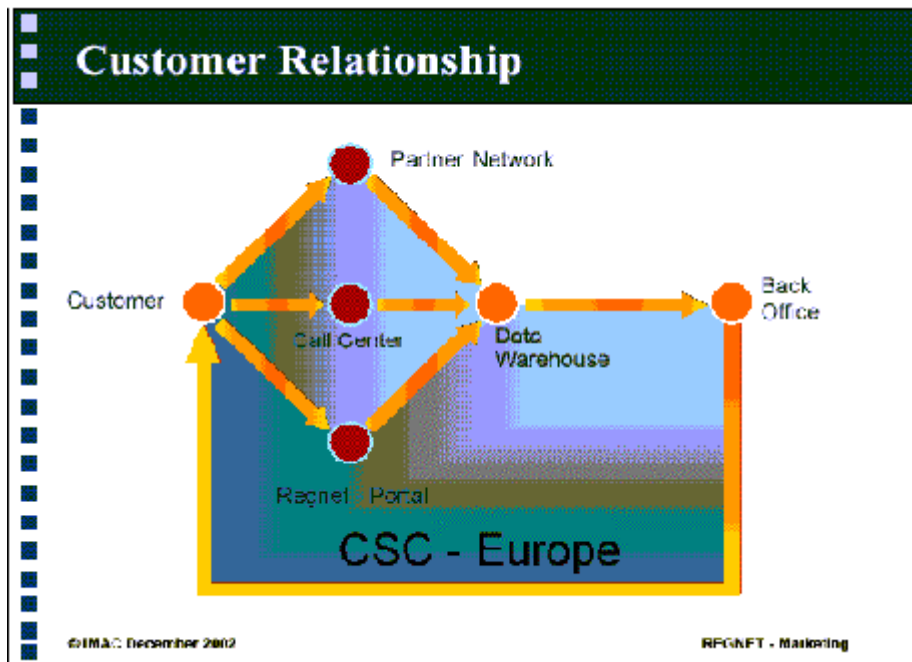 Customer Relationship
Partner Network
Customer
Call Center
Data
Warehouse
Back
Office
Regnet - Portal
CSC - Europe
©IMAC December 2002
REGNET - Marketing